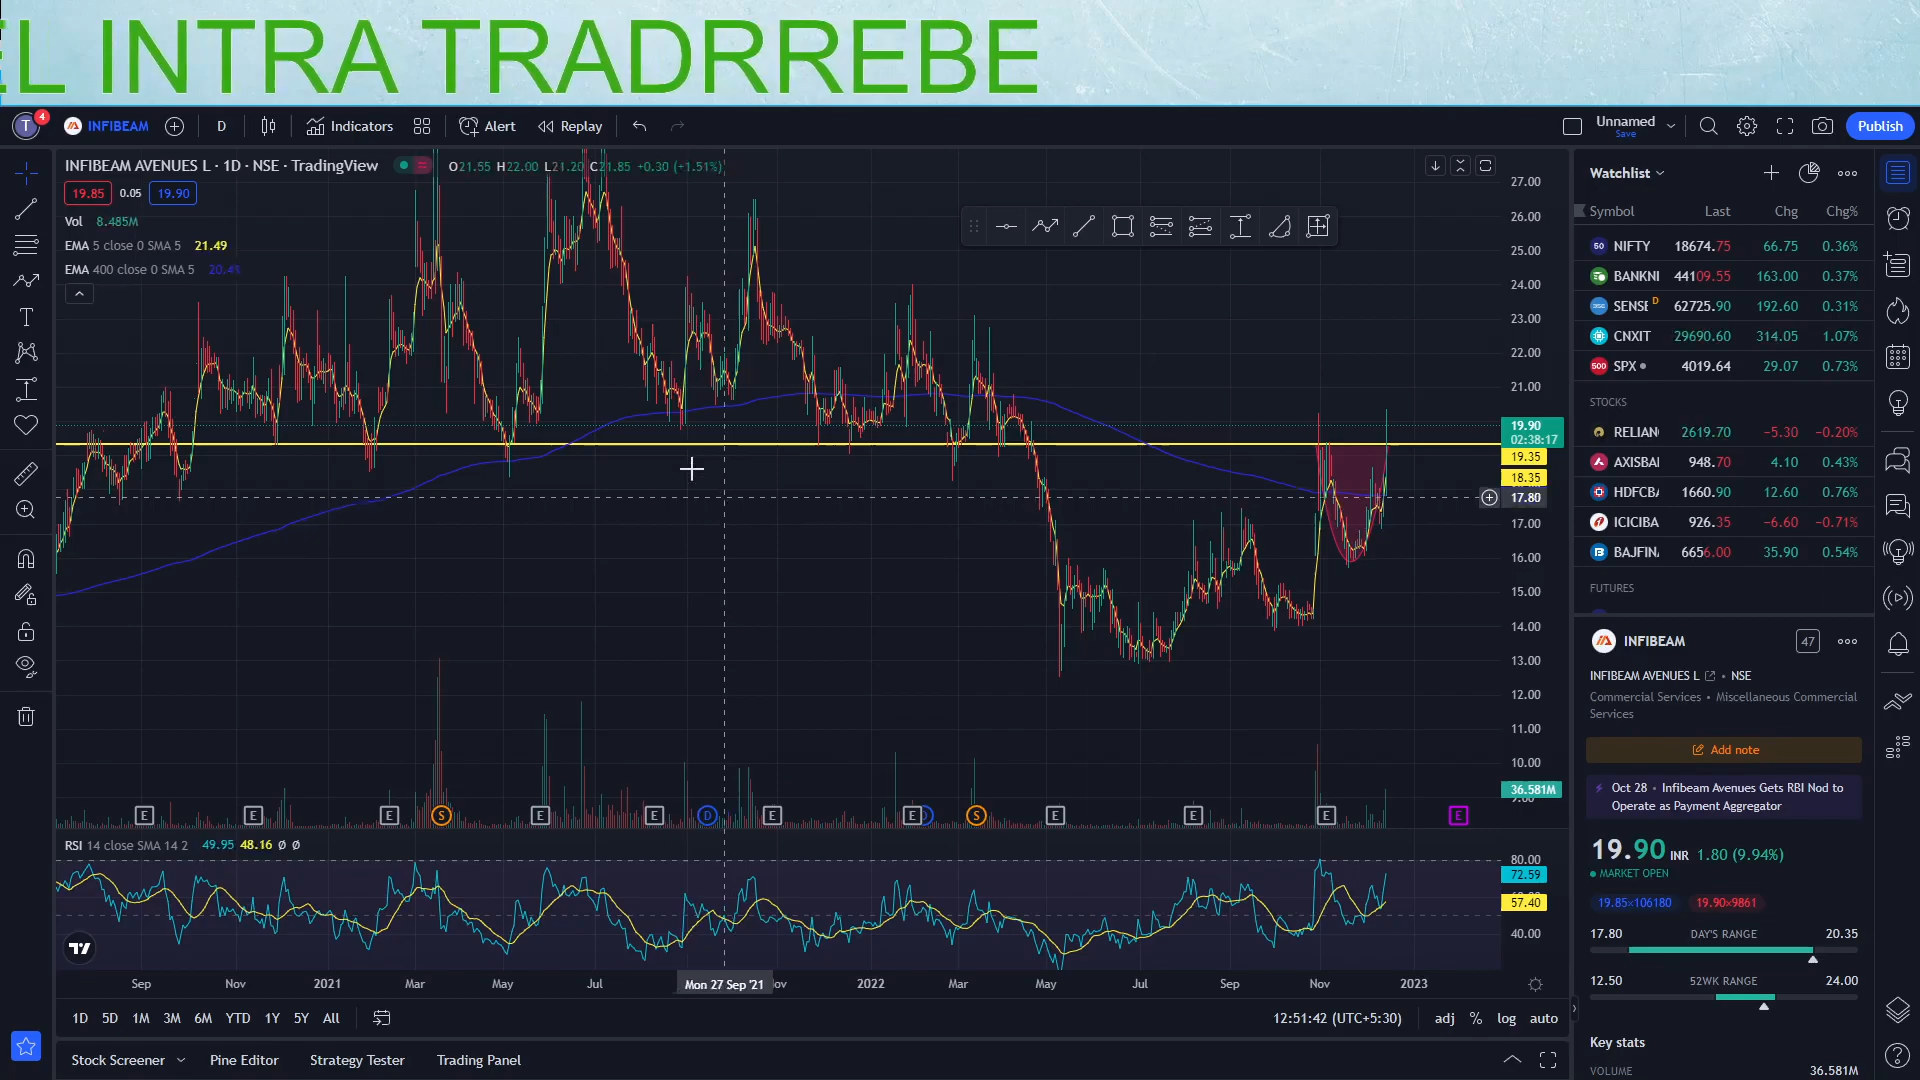 EL INTRA TRADRREBE
T 4 INFIBEAM D Indicators Alert Replay Unnamed Save Publish
INFIBEAM AVENUES L · 1D · NSE · TradingView O21.55 H22.00 L21.20 C21.85 +0.30 (+1.51%)
19.85 0.05 19.90
Vol 8.485M
EMA 5 close 0 SMA 5 21.49
EMA 400 close 0 SMA 5 20.41
27.00
26.00
25.00
24.00
23.00
22.00
21.00
19.90
02:38:17
19.35
18.35
17.80
17.00
16.00
15.00
14.00
13.00
12.00
11.00
10.00
36.581M
9.00
E E E S E E D E E D S E E E E
RSI 14 close SMA 14 2 49.95 48.16 Ø Ø
80.00
72.59
57.40
40.00
Sep Nov 2021 Mar May Jul Mon 27 Sep '21 ov 2022 Mar May Jul Sep Nov 2023
1D 5D 1M 3M 6M YTD 1Y 5Y All 12:51:42 (UTC+5:30) adj % log auto
Stock Screener Pine Editor Strategy Tester Trading Panel
Watchlist
Symbol Last Chg Chg%
50 NIFTY 18674.75 66.75 0.36%
BANKNI 44109.55 163.00 0.37%
SENSE D 62725.90 192.60 0.31%
CNXIT 29690.60 314.05 1.07%
500 SPX 4019.64 29.07 0.73%
STOCKS
RELIAN 2619.70 −5.30 −0.20%
AXISBAI 948.70 4.10 0.43%
HDFCB 1660.90 12.60 0.76%
ICICIBA 926.35 −6.60 −0.71%
BAJFIN 6656.00 35.90 0.54%
FUTURES
INFIBEAM 47
INFIBEAM AVENUES L • NSE
Commercial Services • Miscellaneous Commercial
Services
Add note
Oct 28 • Infibeam Avenues Gets RBI Nod to
Operate as Payment Aggregator
19.90 INR 1.80 (9.94%)
MARKET OPEN
19.85×106180 19.90×9861
17.80 DAY'S RANGE 20.35
12.50 52WK RANGE 24.00
Key stats
VOLUME 36.581M